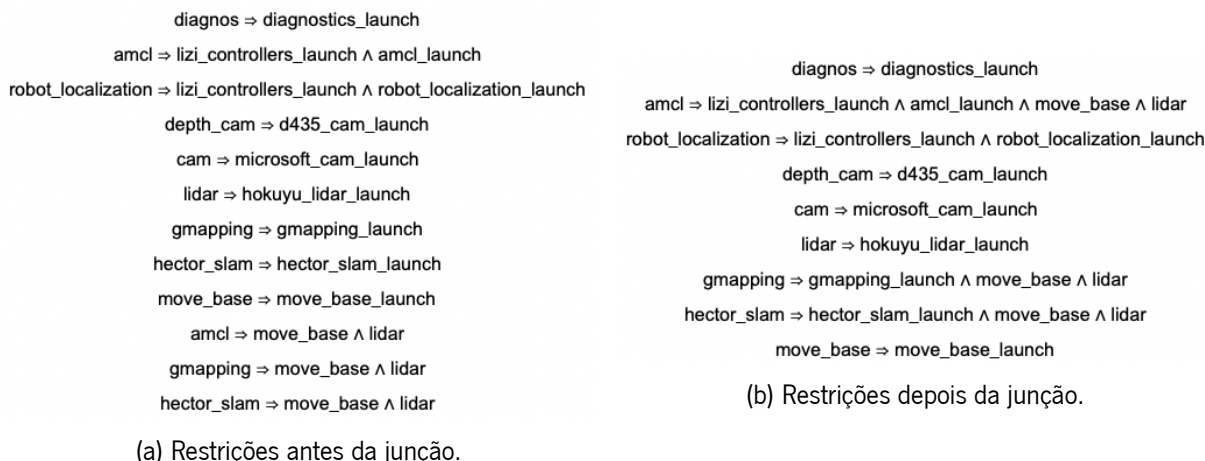 diagnos ⇒ diagnostics_launch
amcl ⇒ lizi_controllers_launch ∧ amcl_launch
robot_localization ⇒ lizi_controllers_launch ∧ robot_localization_launch
depth_cam ⇒ d435_cam_launch
cam ⇒ microsoft_cam_launch
lidar ⇒ hokuyu_lidar_launch
gmapping ⇒ gmapping_launch
hector_slam ⇒ hector_slam_launch
move_base ⇒ move_base_launch
amcl ⇒ move_base ∧ lidar
gmapping ⇒ move_base ∧ lidar
hector_slam ⇒ move_base ∧ lidar
(a) Restrições antes da junção.
diagnos ⇒ diagnostics_launch
amcl ⇒ lizi_controllers_launch ∧ amcl_launch ∧ move_base ∧ lidar
robot_localization ⇒ lizi_controllers_launch ∧ robot_localization_launch
depth_cam ⇒ d435_cam_launch
cam ⇒ microsoft_cam_launch
lidar ⇒ hokuyu_lidar_launch
gmapping ⇒ gmapping_launch ∧ move_base ∧ lidar
hector_slam ⇒ hector_slam_launch ∧ move_base ∧ lidar
move_base ⇒ move_base_launch
(b) Restrições depois da junção.